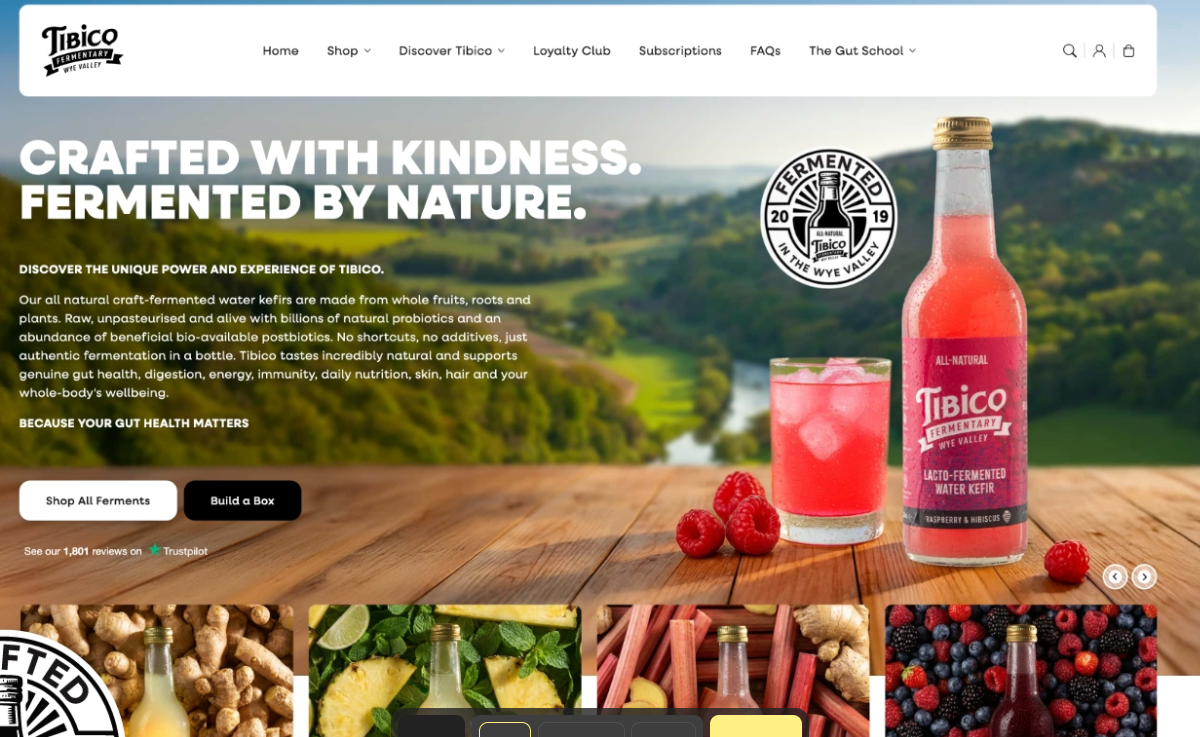 TIBICO
FERMENTARY
WYE VALLEY
Home
Shop
Discover Tibico
Loyalty Club
Subscriptions
FAQs
The Gut School
CRAFTED WITH KINDNESS.
FERMENTED BY NATURE.
DISCOVER THE UNIQUE POWER AND EXPERIENCE OF TIBICO.
Our all natural craft-fermented water kefirs are made from whole fruits, roots and
plants. Raw, unpasteurised and alive with billions of natural probiotics and an
abundance of beneficial bio-available postbiotics. No shortcuts, no additives, just
authentic fermentation in a bottle. Tibico tastes incredibly natural and supports
genuine gut health, digestion, energy, immunity, daily nutrition, skin, hair and your
whole-body's wellbeing.
BECAUSE YOUR GUT HEALTH MATTERS
Shop All Ferments
Build a Box
See our 1,801 reviews on Trustpilot
FERMENTED
20 19
ALL-NATURAL
TIBICO
IN THE WYE VALLEY
ALL-NATURAL
TIBICO
FERMENTARY
WYE VALLEY
LACTO-FERMENTED
WATER KEFIR
RASPBERRY & HIBISCUS
FTED